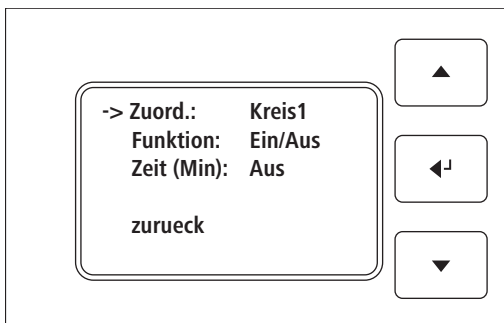 -> Zuord.: Kreis1
Funktion: Ein/Aus
Zeit (Min): Aus
zurueck